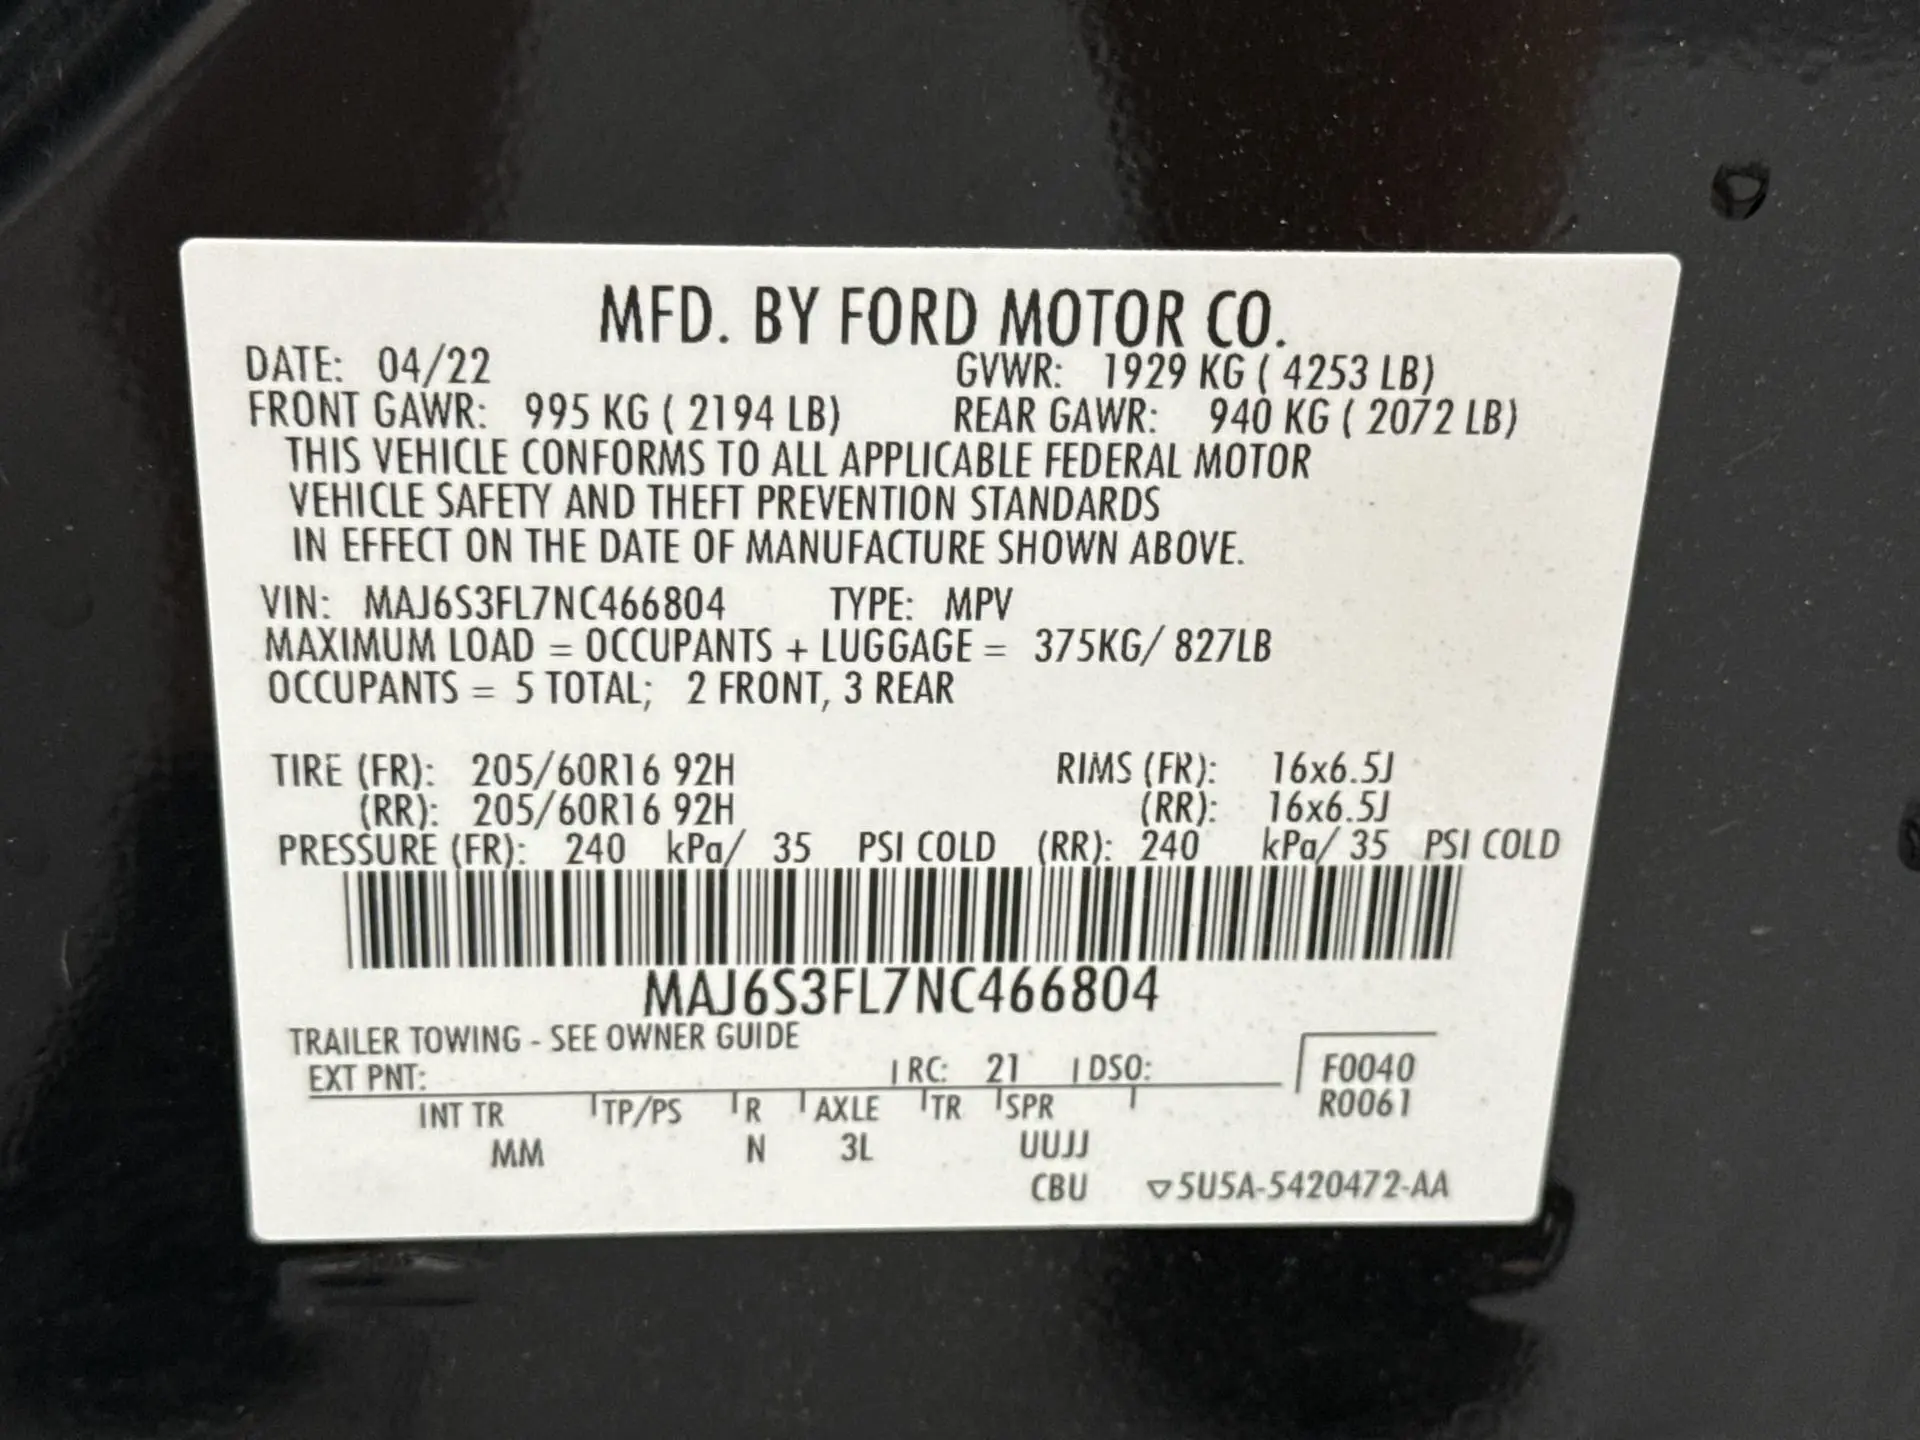 MFD. BY FORD MOTOR CO.
DATE: 04/22 GVWR: 1929 KG ( 4253 LB)
FRONT GAWR: 995 KG ( 2194 LB) REAR GAWR: 940 KG ( 2072 LB)
THIS VEHICLE CONFORMS TO ALL APPLICABLE FEDERAL MOTOR
VEHICLE SAFETY AND THEFT PREVENTION STANDARDS
IN EFFECT ON THE DATE OF MANUFACTURE SHOWN ABOVE.
VIN: MAJ6S3FL7NC466804 TYPE: MPV
MAXIMUM LOAD = OCCUPANTS + LUGGAGE = 375KG/ 827LB
OCCUPANTS = 5 TOTAL; 2 FRONT, 3 REAR
TIRE (FR): 205/60R16 92H RIMS (FR): 16x6.5J
(RR): 205/60R16 92H (RR): 16x6.5J
PRESSURE (FR): 240 kPa/ 35 PSI COLD (RR): 240 kPa/ 35 PSI COLD
MAJ6S3FL7NC466804
TRAILER TOWING - SEE OWNER GUIDE
EXT PNT: RC: 21 DSO: F0040
INT TR TP/PS R AXLE TR SPR R0061
MM N 3L UUJJ
CBU ▽5U5A-5420472-AA